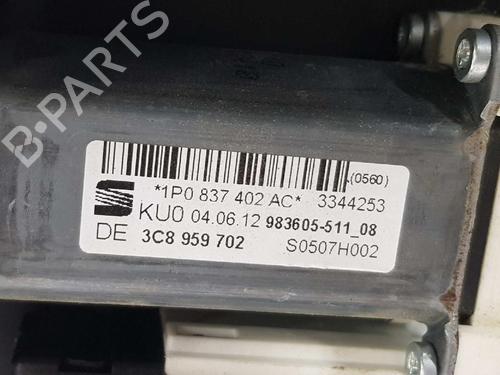 B-PARTS
(0560)
*1P0 837 402 AC* 3344253
KU0 04.06.12 983605-511_08
DE 3C8 959 702 S0507H002